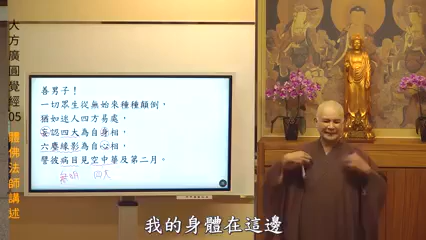 大方廣圓覺經05
體佛法師講述
善男子！
一切眾生從無始來種種顛倒，
猶如迷人四方易處，
妄認四大為自身相，
六塵緣影為自心相，
譬彼病目見空中華及第二月。
無明 四大
我的身體在這邊